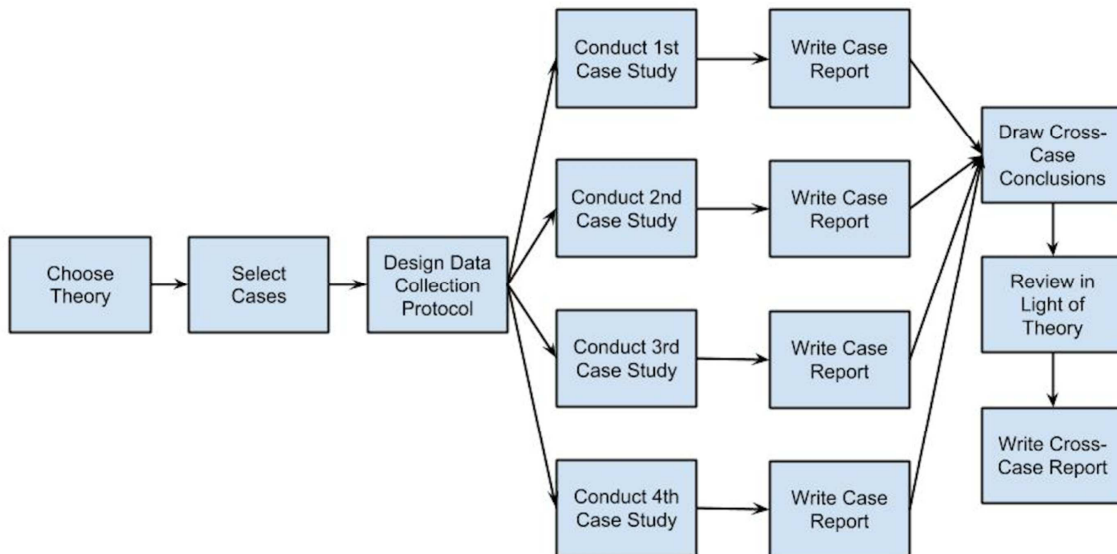 Choose
Theory
Select
Cases
Design Data
Collection
Protocol
Conduct 1st
Case Study
Write Case
Report
Conduct 2nd
Case Study
Write Case
Report
Conduct 3rd
Case Study
Write Case
Report
Conduct 4th
Case Study
Write Case
Report
Draw Cross-
Case
Conclusions
Review in
Light of
Theory
Write Cross-
Case Report